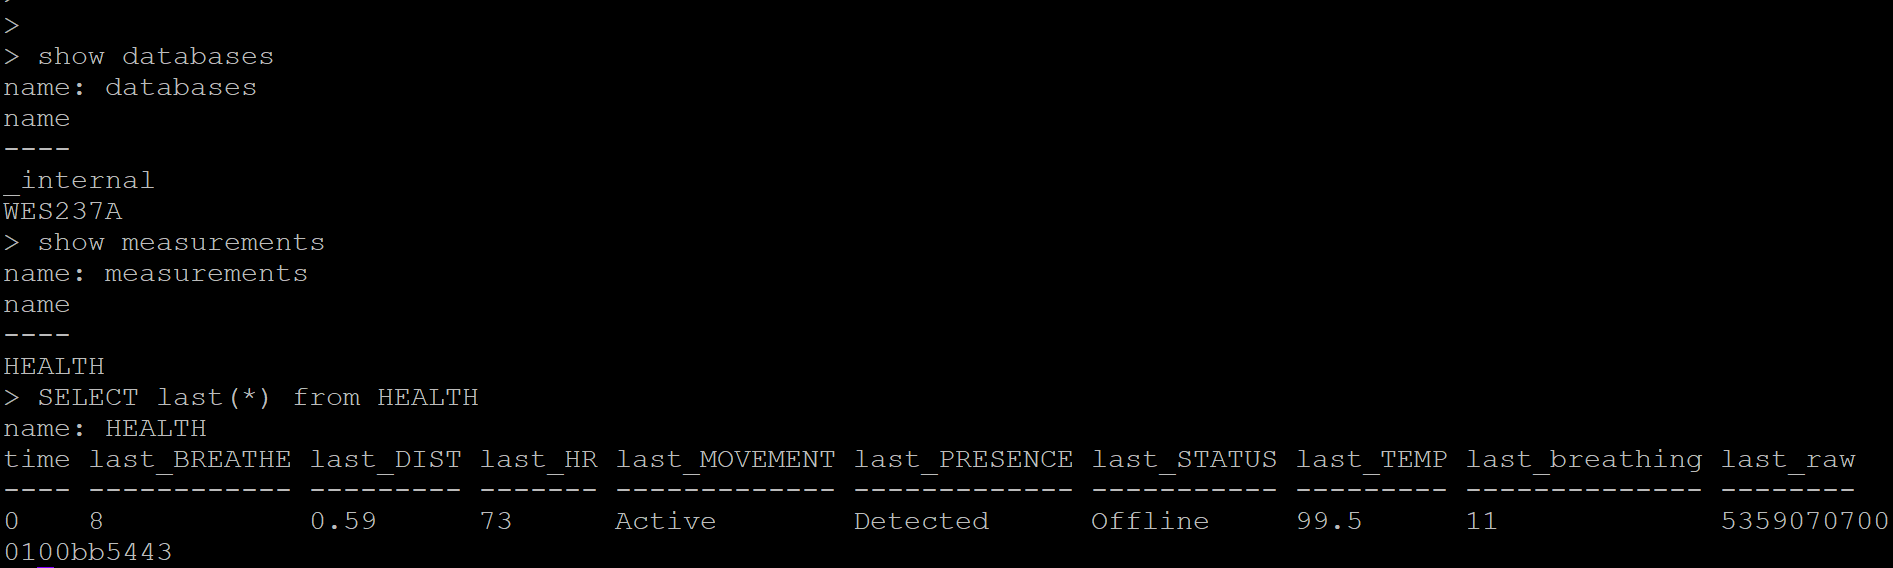 >
> show databases
name: databases
name
----
_internal
WES237A
> show measurements
name: measurements
name
----
HEALTH
> SELECT last(*) from HEALTH
name: HEALTH
time last_BREATHE last_DIST last_HR last_MOVEMENT last_PRESENCE last_STATUS last_TEMP last_breathing last_raw
---- ------------ --------- ------- ------------- ------------- ----------- --------- -------------- --------
0    8            0.59      73      Active        Detected      Offline     99.5      11             5359070700
0100bb5443